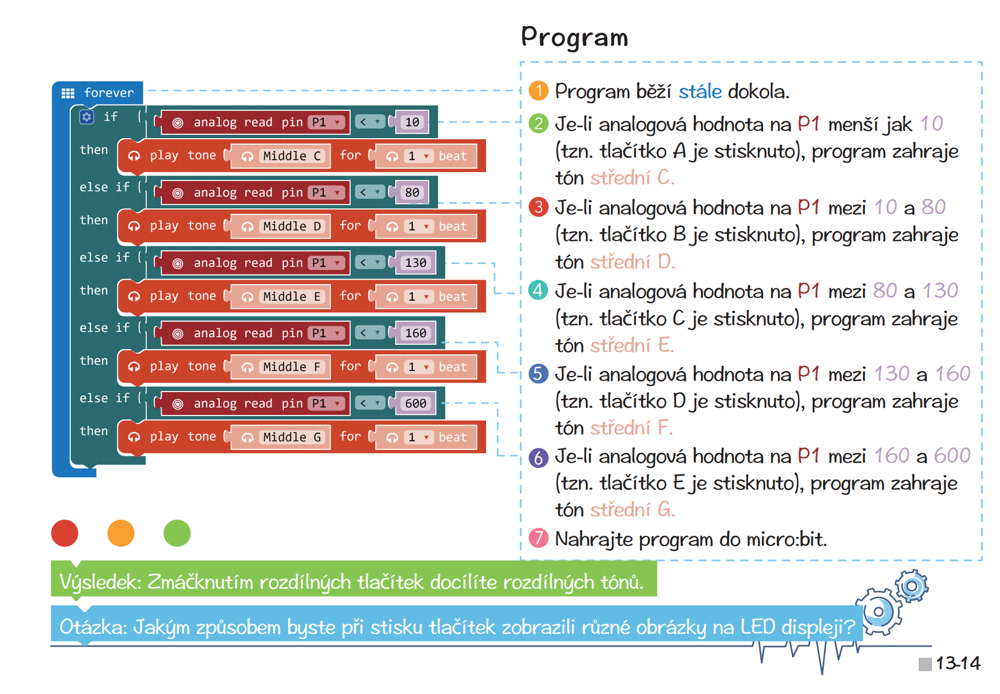 Program
forever
if analog read pin P1 < 10
then play tone Middle C for 1 beat
else if analog read pin P1 < 80
then play tone Middle D for 1 beat
else if analog read pin P1 < 130
then play tone Middle E for 1 beat
else if analog read pin P1 < 160
then play tone Middle F for 1 beat
else if analog read pin P1 < 600
then play tone Middle G for 1 beat
1 Program běží stále dokola.
2 Je-li analogová hodnota na P1 menší jak 10
(tzn. tlačítko A je stisknuto), program zahraje
tón střední C.
3 Je-li analogová hodnota na P1 mezi 10 a 80
(tzn. tlačítko B je stisknuto), program zahraje
tón střední D.
4 Je-li analogová hodnota na P1 mezi 80 a 130
(tzn. tlačítko C je stisknuto), program zahraje
tón střední E.
5 Je-li analogová hodnota na P1 mezi 130 a 160
(tzn. tlačítko D je stisknuto), program zahraje
tón střední F.
6 Je-li analogová hodnota na P1 mezi 160 a 600
(tzn. tlačítko E je stisknuto), program zahraje
tón střední G.
7 Nahrajte program do micro:bit.
Výsledek: Zmáčknutím rozdílných tlačítek docílíte rozdílných tónů.
Otázka: Jakým způsobem byste při stisku tlačítek zobrazili různé obrázky na LED displeji?
13-14